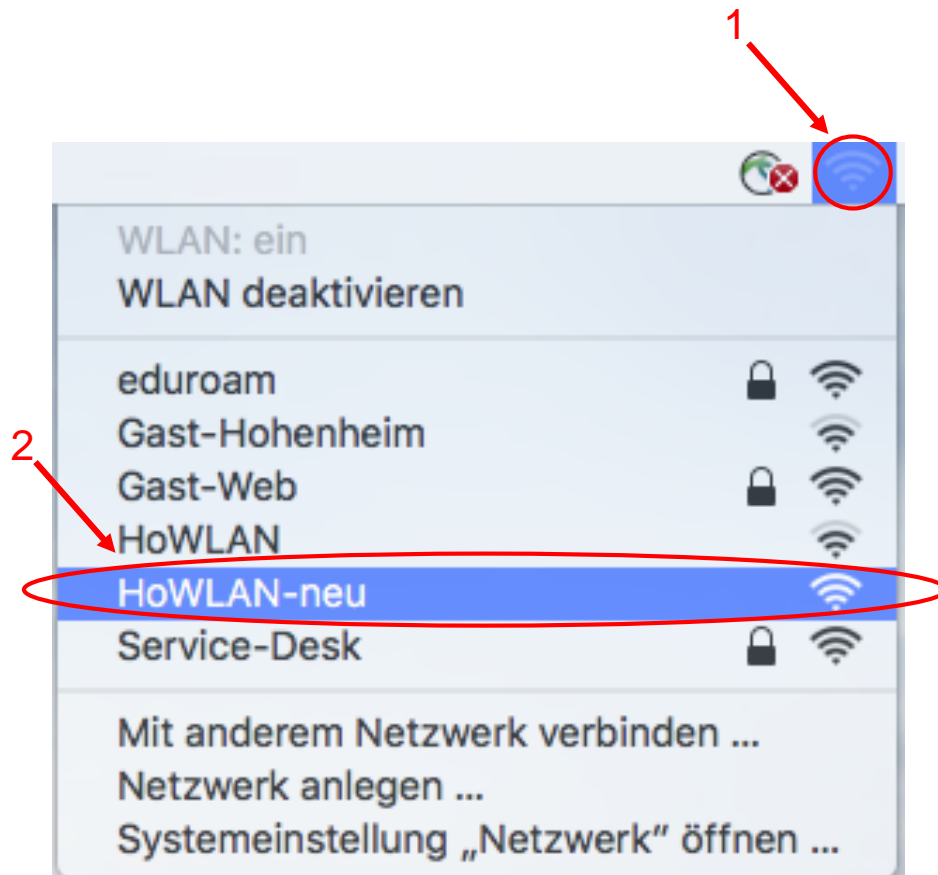 1
WLAN: ein
WLAN deaktivieren
eduroam
Gast-Hohenheim
2
Gast-Web
HoWLAN
HoWLAN-neu
Service-Desk
Mit anderem Netzwerk verbinden ...
Netzwerk anlegen ...
Systemeinstellung „Netzwerk“ öffnen ...